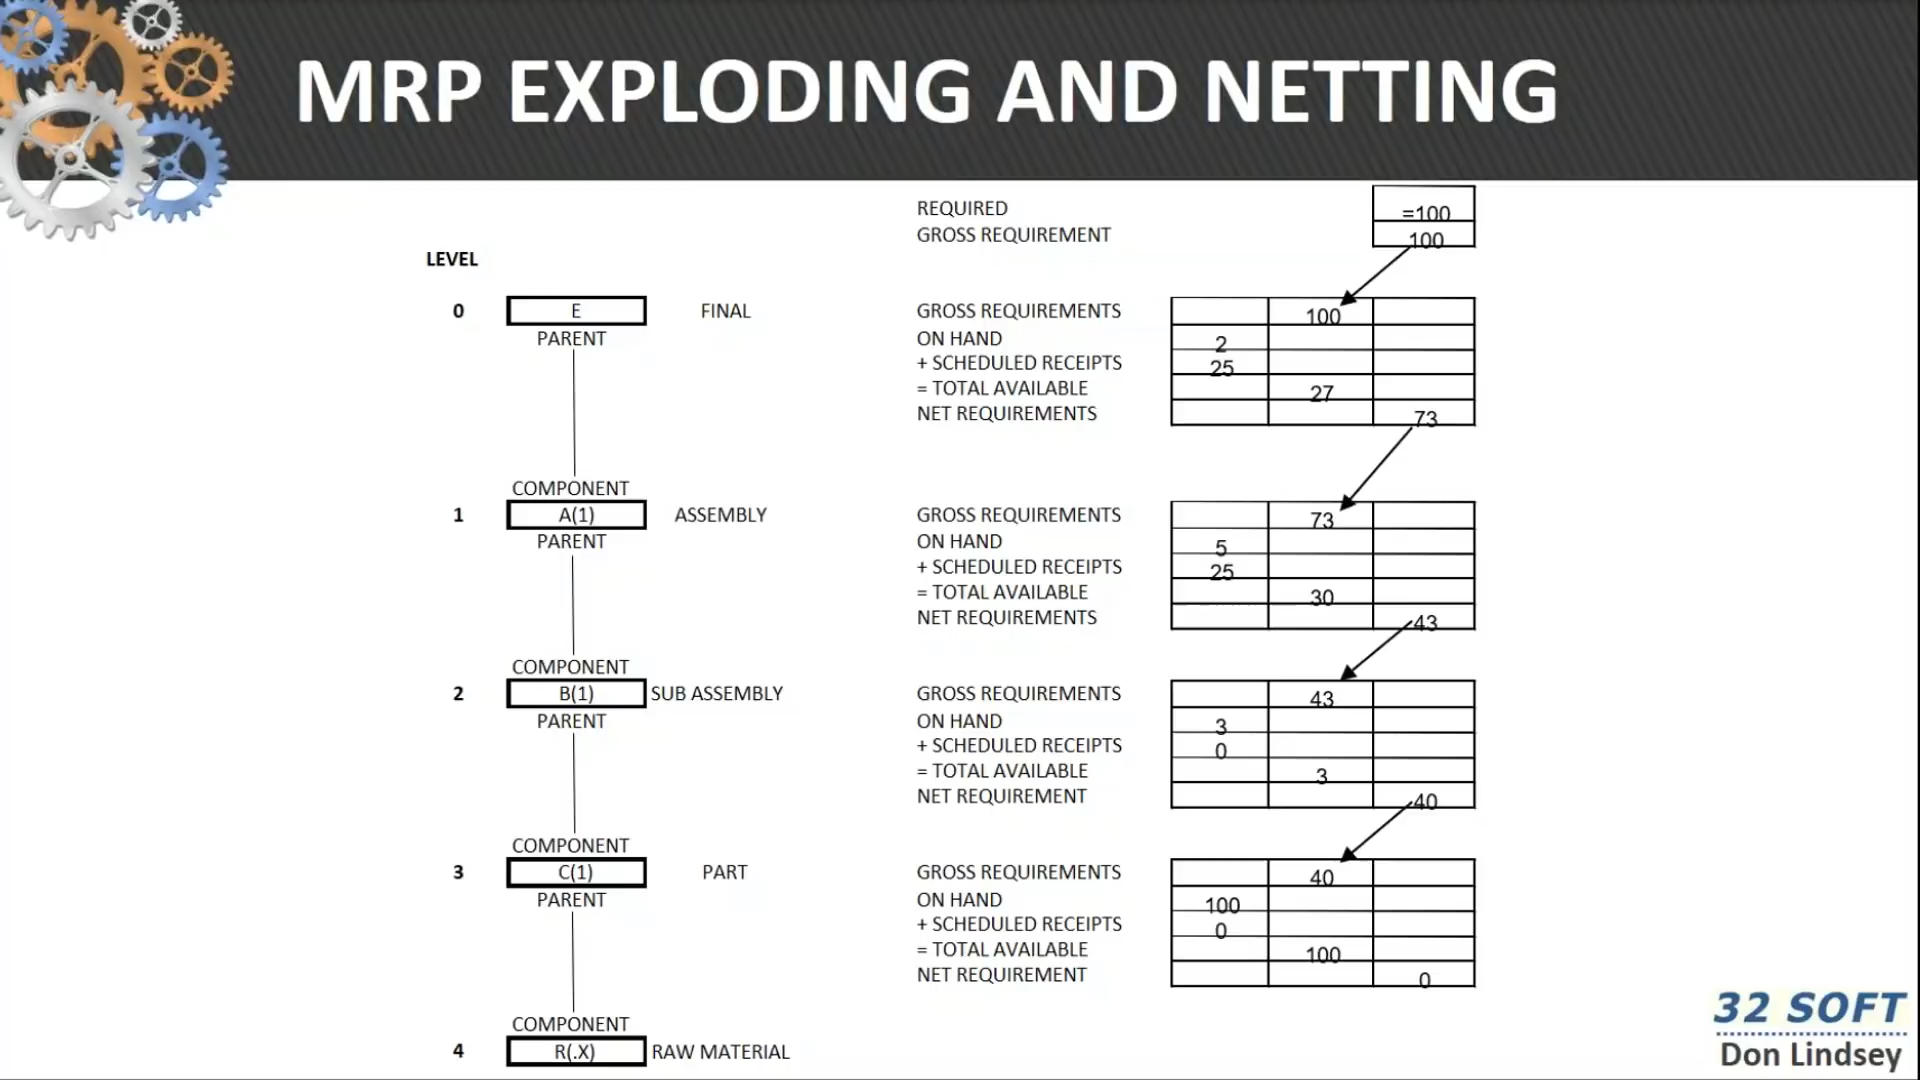 MRP EXPLODING AND NETTING
REQUIRED =100
GROSS REQUIREMENT 100
LEVEL
0 E FINAL GROSS REQUIREMENTS 100
PARENT ON HAND 2
+ SCHEDULED RECEIPTS 25
= TOTAL AVAILABLE 27
NET REQUIREMENTS 73
COMPONENT
1 A(1) ASSEMBLY GROSS REQUIREMENTS 73
PARENT ON HAND 5
+ SCHEDULED RECEIPTS 25
= TOTAL AVAILABLE 30
NET REQUIREMENTS 43
COMPONENT
2 B(1) SUB ASSEMBLY GROSS REQUIREMENTS 43
PARENT ON HAND 3
+ SCHEDULED RECEIPTS 0
= TOTAL AVAILABLE 3
NET REQUIREMENT 40
COMPONENT
3 C(1) PART GROSS REQUIREMENTS 40
PARENT ON HAND 100
+ SCHEDULED RECEIPTS 0
= TOTAL AVAILABLE 100
NET REQUIREMENT 0
COMPONENT
4 R(.X) RAW MATERIAL
32 SOFT
Don Lindsey